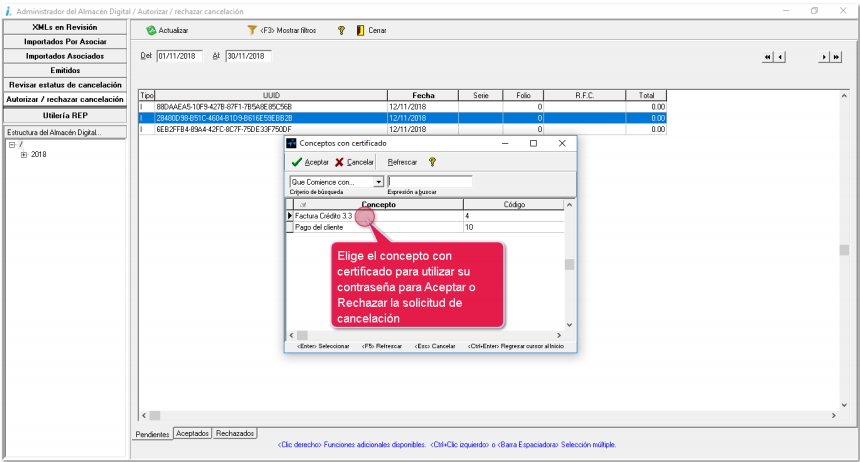 Administrador del Almacén Digital / Autorizar / rechazar cancelación.
XMLs en Revisión
Importados Por Asociar
Importados Asociados
Emitidos
Revisar estatus de cancelación
Autorizar / rechazar cancelación
Utilería REP
Estructura del Almacén Digital...
/
2018
Actualizar <F3> Mostrar filtros Cerrar
Del: 01/11/2018 Al: 30/11/2018
Tipo UUID Fecha Serie Folio R.F.C. Total
I 88DAAEA5-10F9-427B-87F1-7B5A8E85C56B 12/11/2018 0 0.00
I 28480D98-B51C-4604-B1D9-B616E59EBB2B 12/11/2018 0 0.00
I 6EB2FFB4-89A4-42FC-8C7F-75DE33F750DF 12/11/2018 0 0.00
Conceptos con certificado
Aceptar Cancelar Refrescar
Que Comience con...
Criterio de búsqueda Expresión a buscar
Concepto Código
Factura Crédito 3.3 4
Pago del cliente 10
Elige el concepto con
certificado para utilizar su
contraseña para Aceptar o
Rechazar la solicitud de
cancelación
<Enter> Seleccionar <F5> Refrescar <Esc> Cancelar <Ctrl+Enter> Regresar cursor al Inicio
Pendientes Aceptados Rechazados
<Clic derecho> Funciones adicionales disponibles. <Ctrl+Clic izquierdo> o <Barra Espaciadora> Selección múltiple.